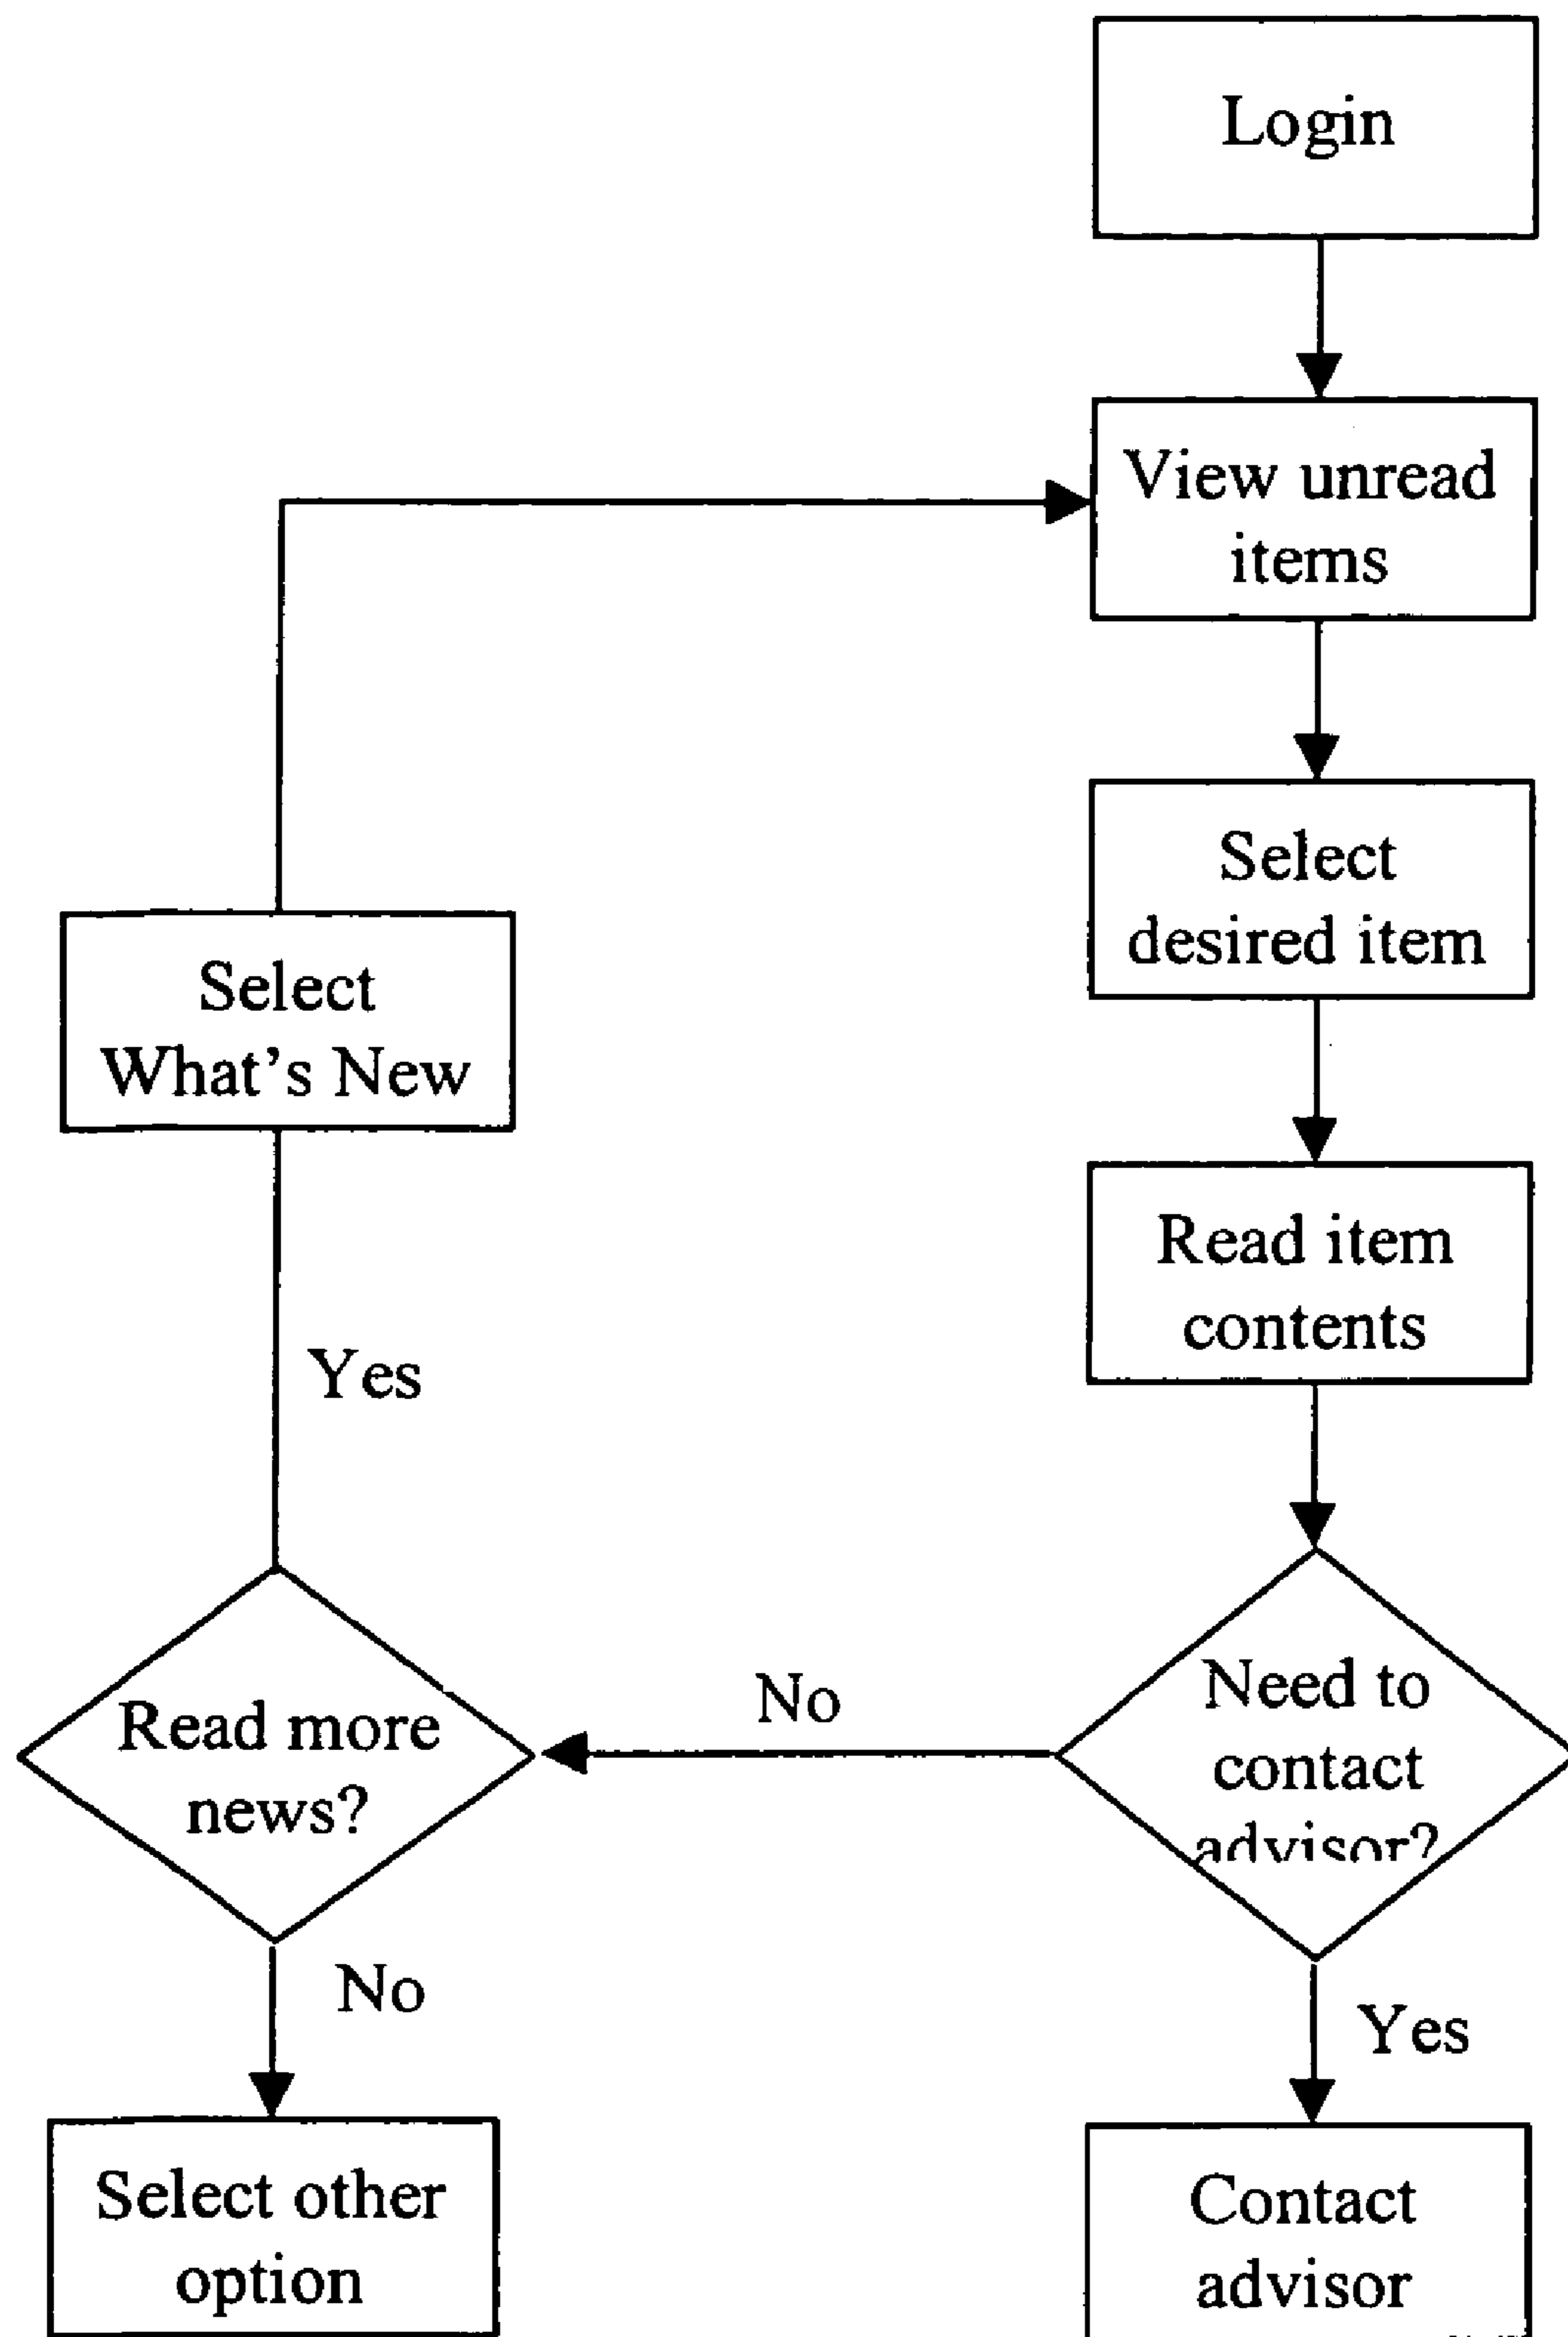 Login
View unread
items
Select
desired item
Select
What's New
Read item
contents
Yes
Need to
contact
advisor?
No
Read more
news?
No
Yes
Select other
option
Contact
advisor